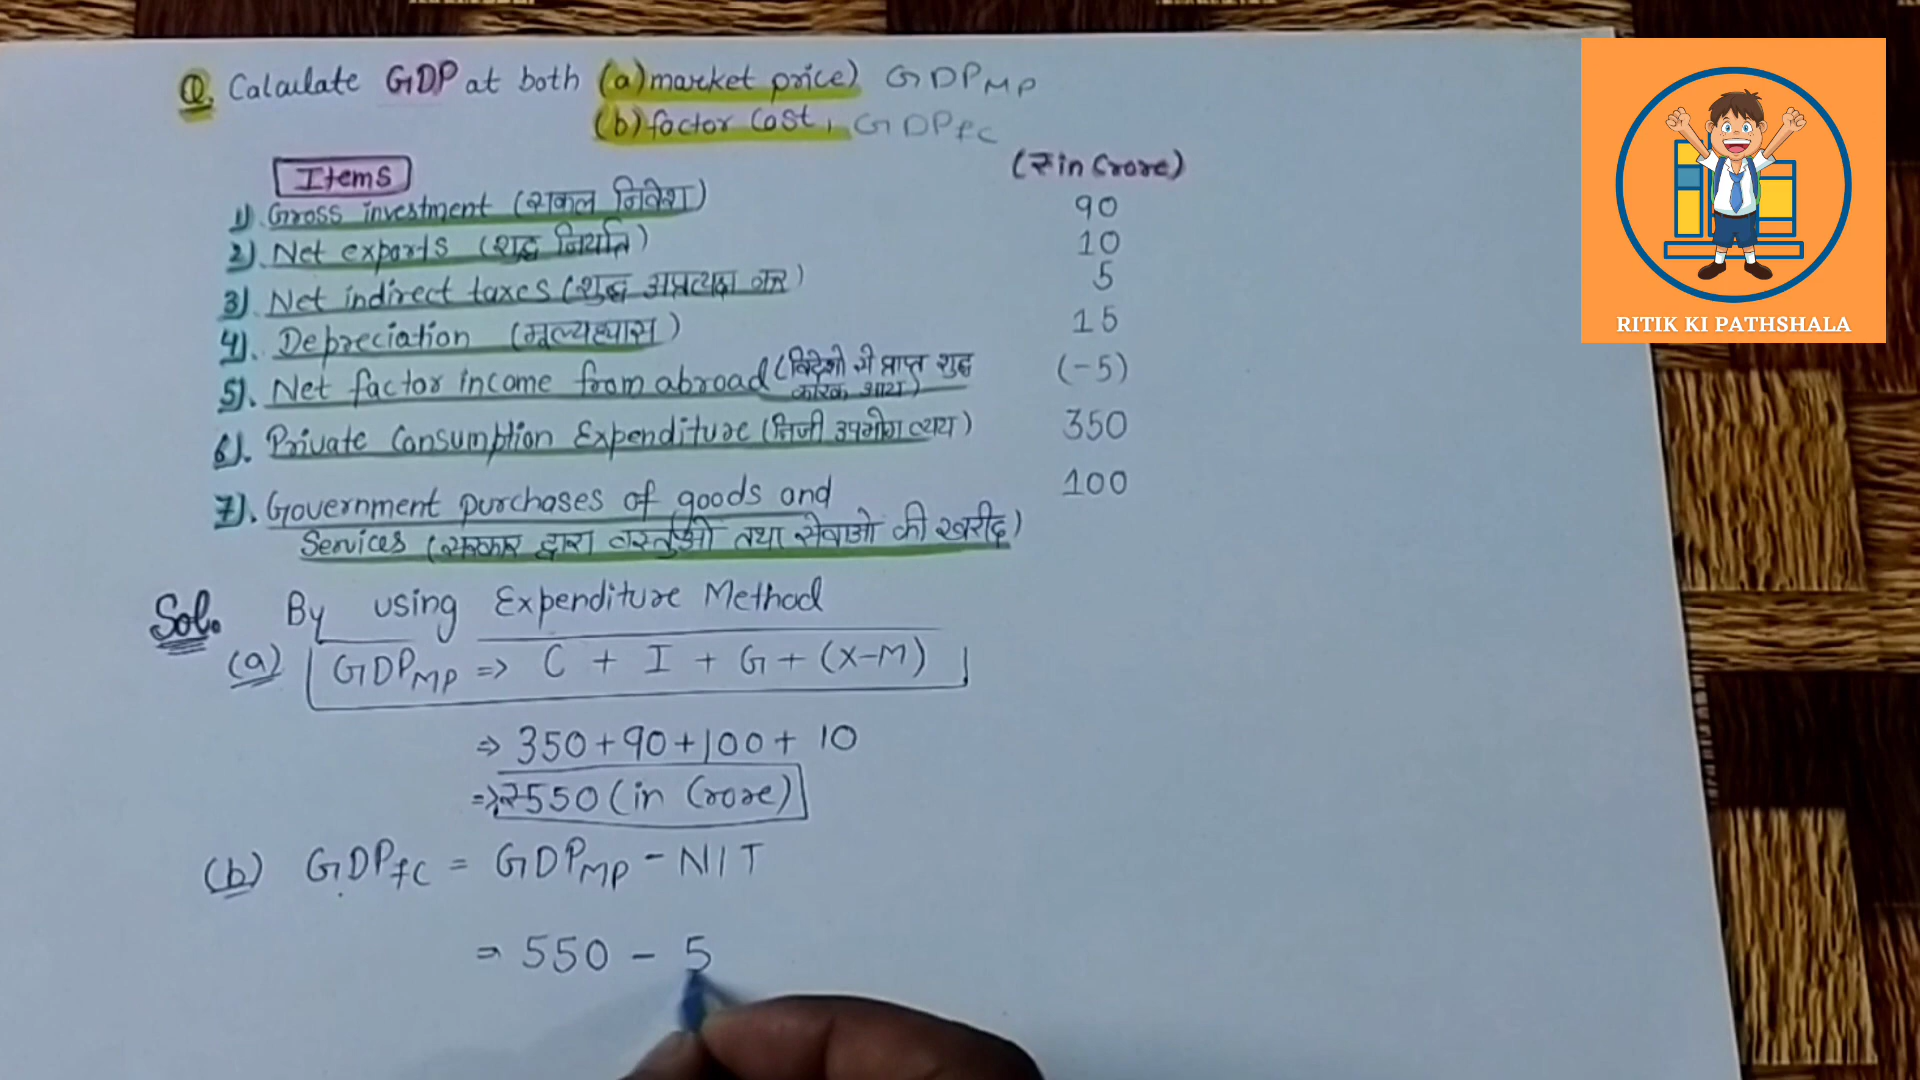 Q. Calculate GDP at both (a) market price) GDPMP
(b) factor Cost, GDPfc
Items (₹ in Crore)
1). Gross investment (सकल निवेश) 90
2). Net exports (शुद्ध निर्यात) 10
3). Net indirect taxes (शुद्ध अप्रत्यक्ष कर) 5
4). Depreciation (मूल्यह्रास) 15
5). Net factor income from abroad (विदेशो से प्राप्त शुद्ध (-5)
कारक आय)
6). Private Consumption Expenditure (निजी उपभोग व्यय) 350
7). Government purchases of goods and 100
Services (सरकार द्वारा वस्तुओ तथा सेवाओ की खरीद)
Sol. By using Expenditure Method
(a) GDPMP => C + I + G + (X-M)
=> 350+90+100+ 10
=> ₹550 (in Crore)
(b) GDPfc = GDPMP - NIT
= 550 - 5
RITIK KI PATHSHALA